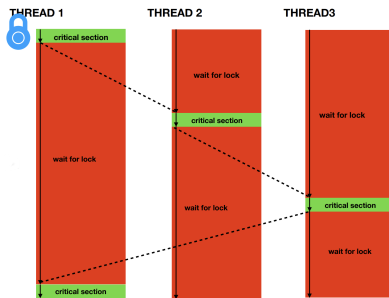 THREAD 1
THREAD 2
THREAD3
critical section
wait for lock
critical section
wait for lock
wait for lock
wait for lock
critical section
wait for lock
critical section